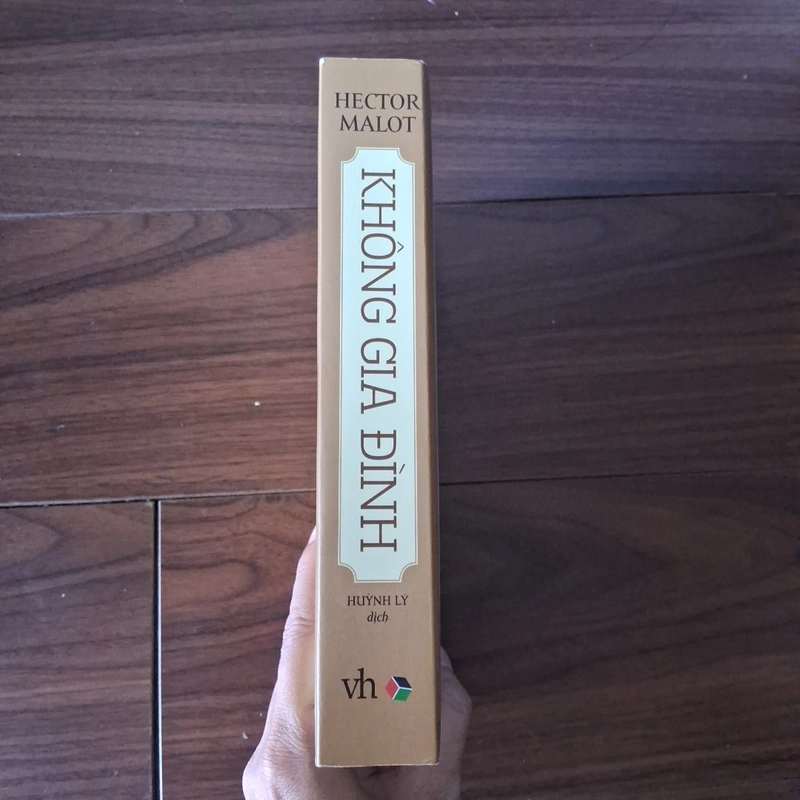 HECTOR
MALOT
KHÔNG GIA ĐÌNH
HUỲNH LÝ
dịch
vh